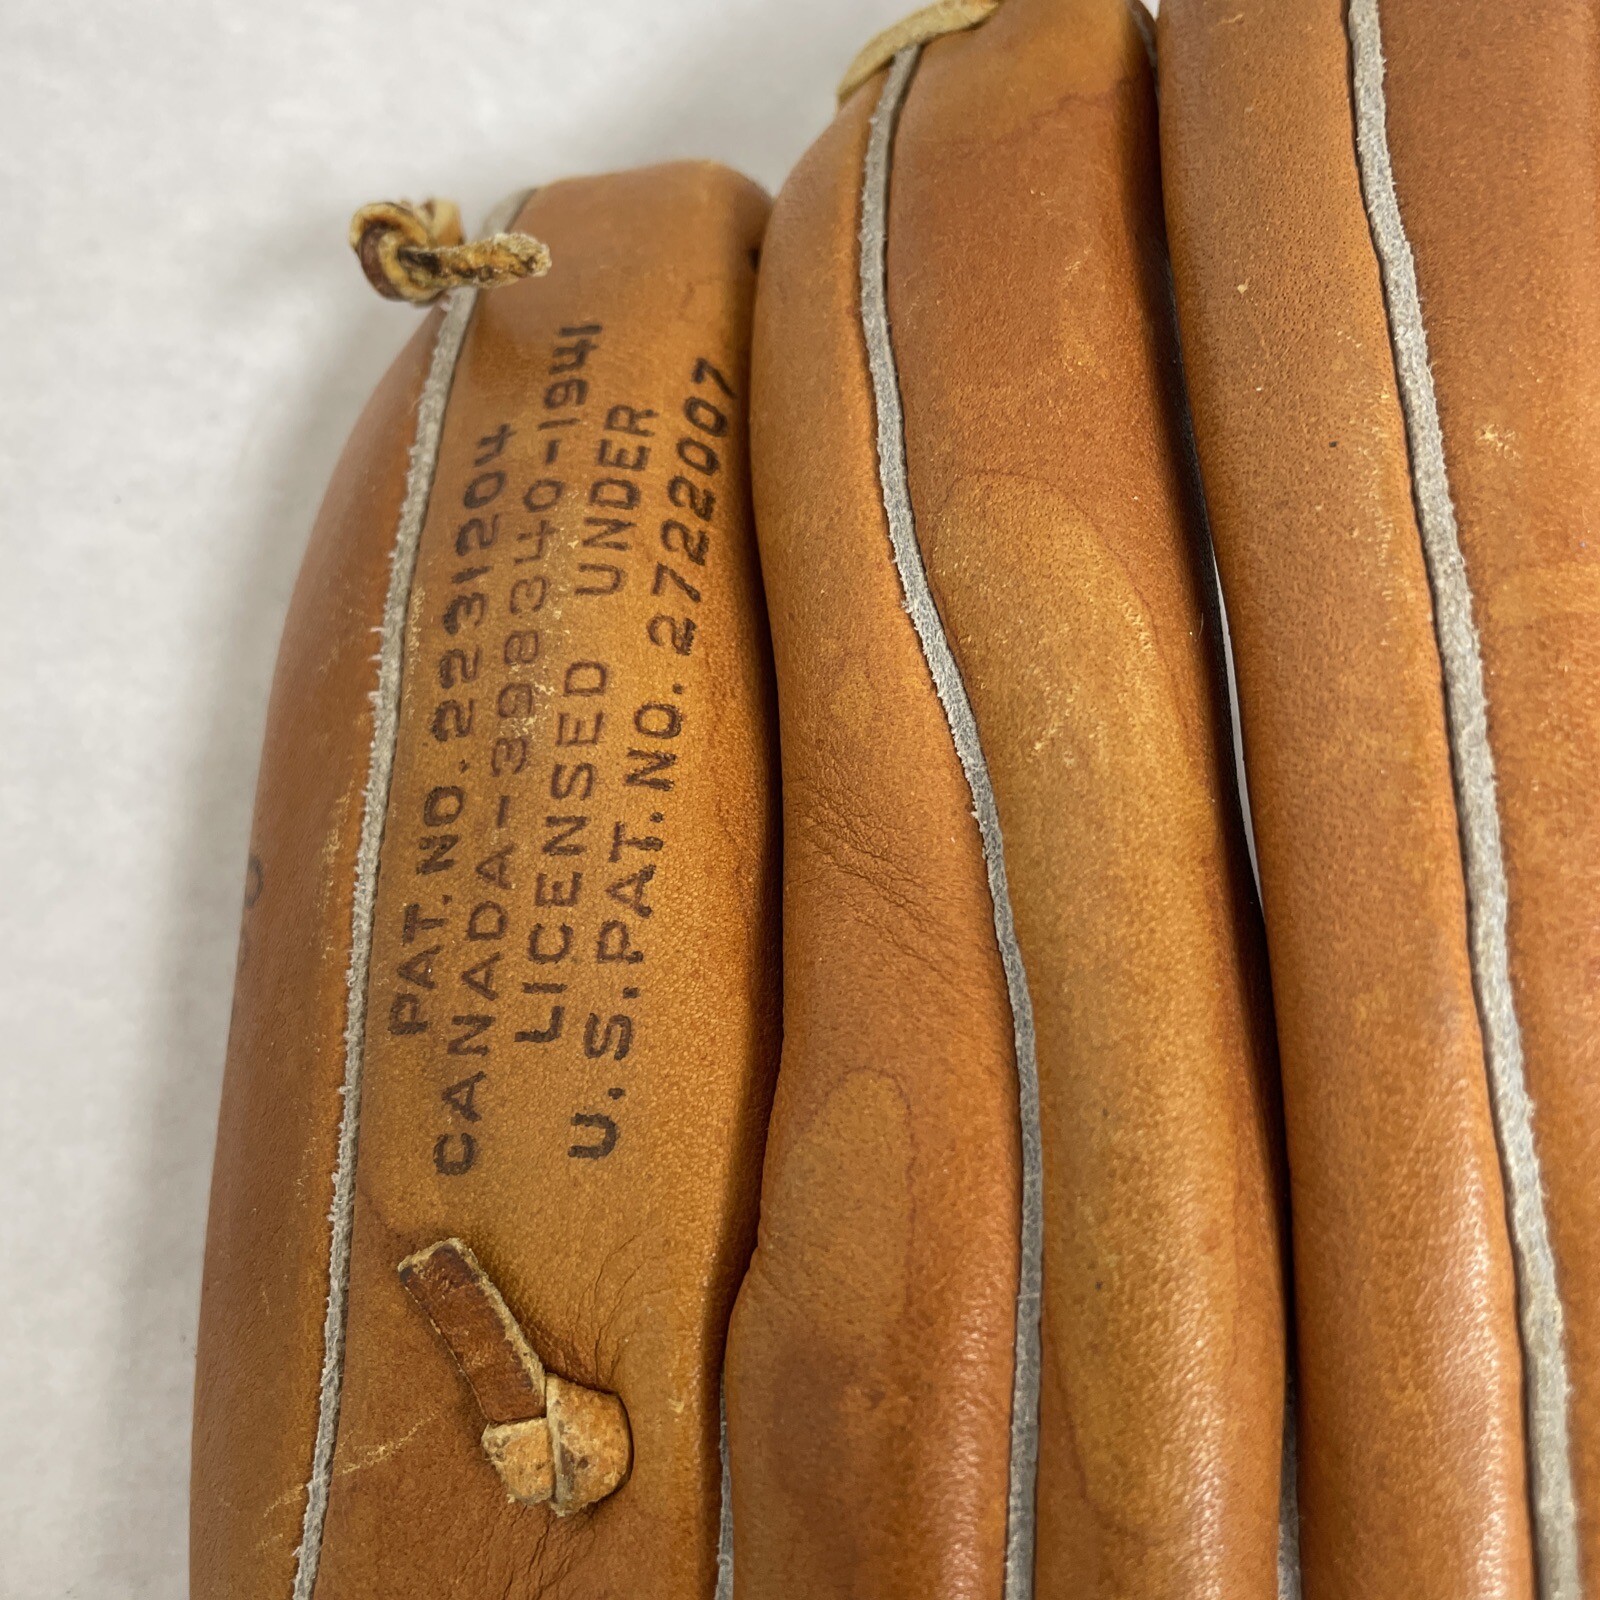 PAT. NO. 2231204
CANADA-398340-1941
LICENSED UNDER
U.S. PAT. NO. 2722007